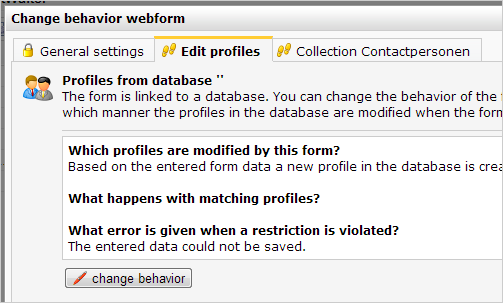 Change behavior webform
General settings
Edit profiles
Collection Contactpersonen
Profiles from database ''
The form is linked to a database. You can change the behavior of the
which manner the profiles in the database are modified when the form
Which profiles are modified by this form?
Based on the entered form data a new profile in the database is
What happens with matching profiles?
What error is given when a restriction is violated?
The entered data could not be saved.
change behavior